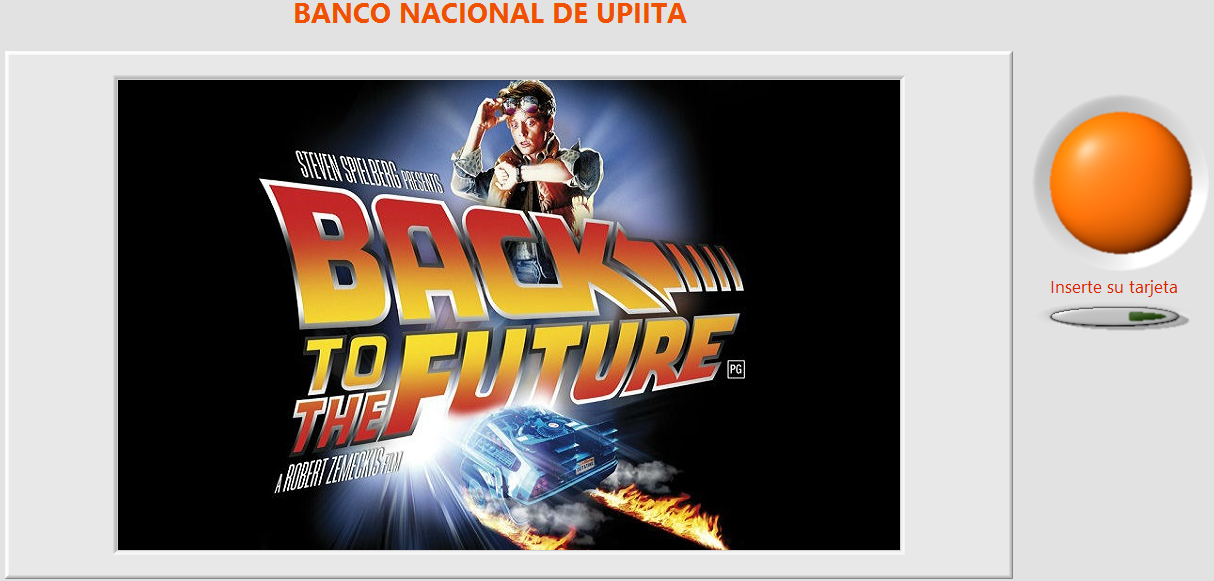 BANCO NACIONAL DE UPIITA
STEVEN SPIELBERG PRESENTS
BACK
TO THE FUTURE
PG
A ROBERT ZEMECKIS FILM
Inserte su tarjeta